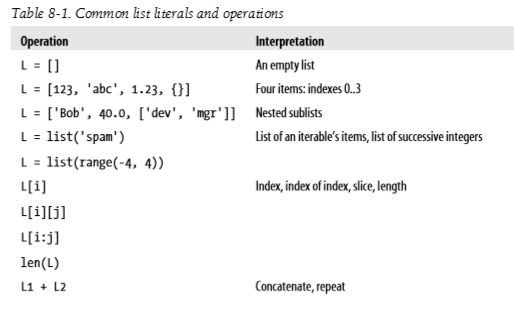 Table 8-1. Common list literals and operations
Operation Interpretation
L = [] An empty list
L = [123, 'abc', 1.23, {}] Four items: indexes 0..3
L = ['Bob', 40.0, ['dev', 'mgr']] Nested sublists
L = list('spam') List of an iterable's items, list of successive integers
L = list(range(-4, 4))
L[i] Index, index of index, slice, length
L[i][j]
L[i:j]
len(L)
L1 + L2 Concatenate, repeat